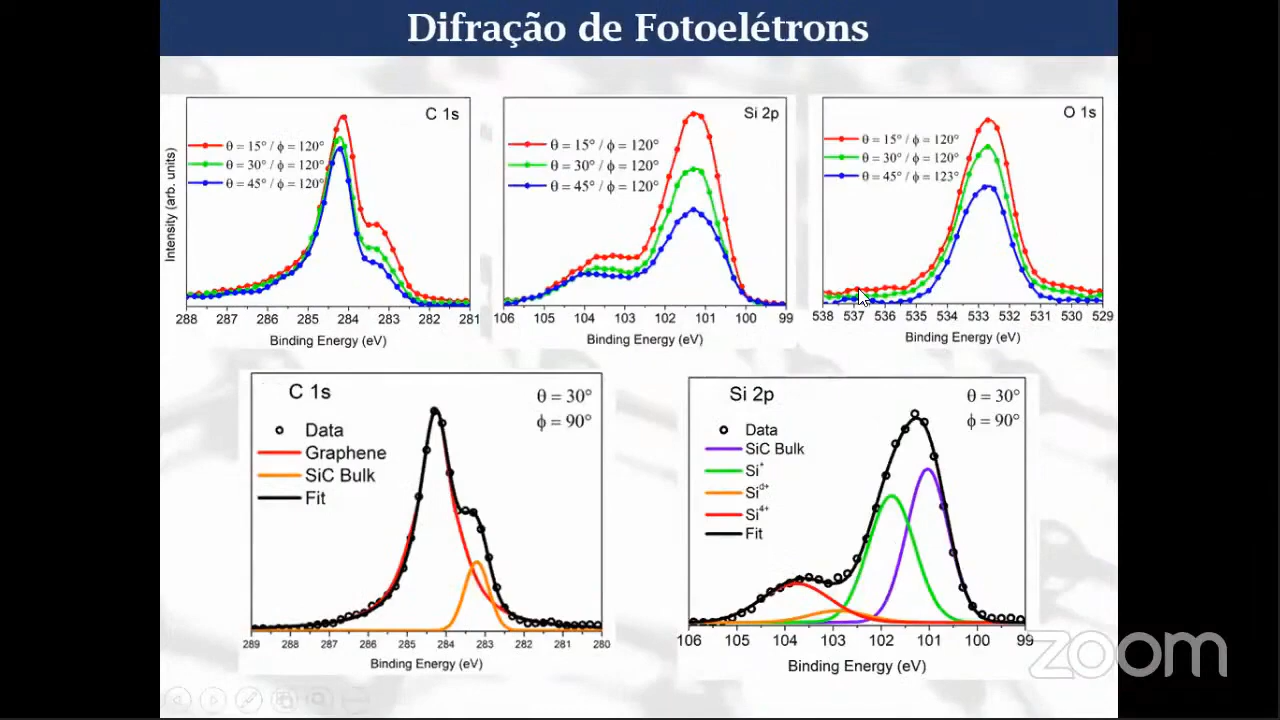 Difração de Fotoelétrons
C 1s
θ = 15° / ϕ = 120°
θ = 30° / ϕ = 120°
θ = 45° / ϕ = 120°
Intensity (arb. units)
288 287 286 285 284 283 282 281
Binding Energy (eV)
Si 2p
θ = 15° / ϕ = 120°
θ = 30° / ϕ = 120°
θ = 45° / ϕ = 120°
106 105 104 103 102 101 100 99
Binding Energy (eV)
O 1s
θ = 15° / ϕ = 120°
θ = 30° / ϕ = 120°
θ = 45° / ϕ = 123°
538 537 536 535 534 533 532 531 530 529
Binding Energy (eV)
C 1s
θ = 30°
ϕ = 90°
Data
Graphene
SiC Bulk
Fit
289 288 287 286 285 284 283 282 281 280
Binding Energy (eV)
Si 2p
θ = 30°
ϕ = 90°
Data
SiC Bulk
Si⁺
Siᵈ⁺
Si⁴⁺
Fit
106 105 104 103 102 101 100 99
Binding Energy (eV)
zoom